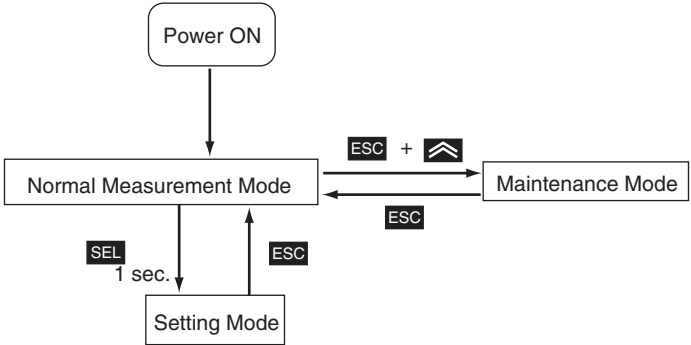 Power ON
ESC +
Normal Measurement Mode
Maintenance Mode
ESC
SEL
1 sec.
ESC
Setting Mode